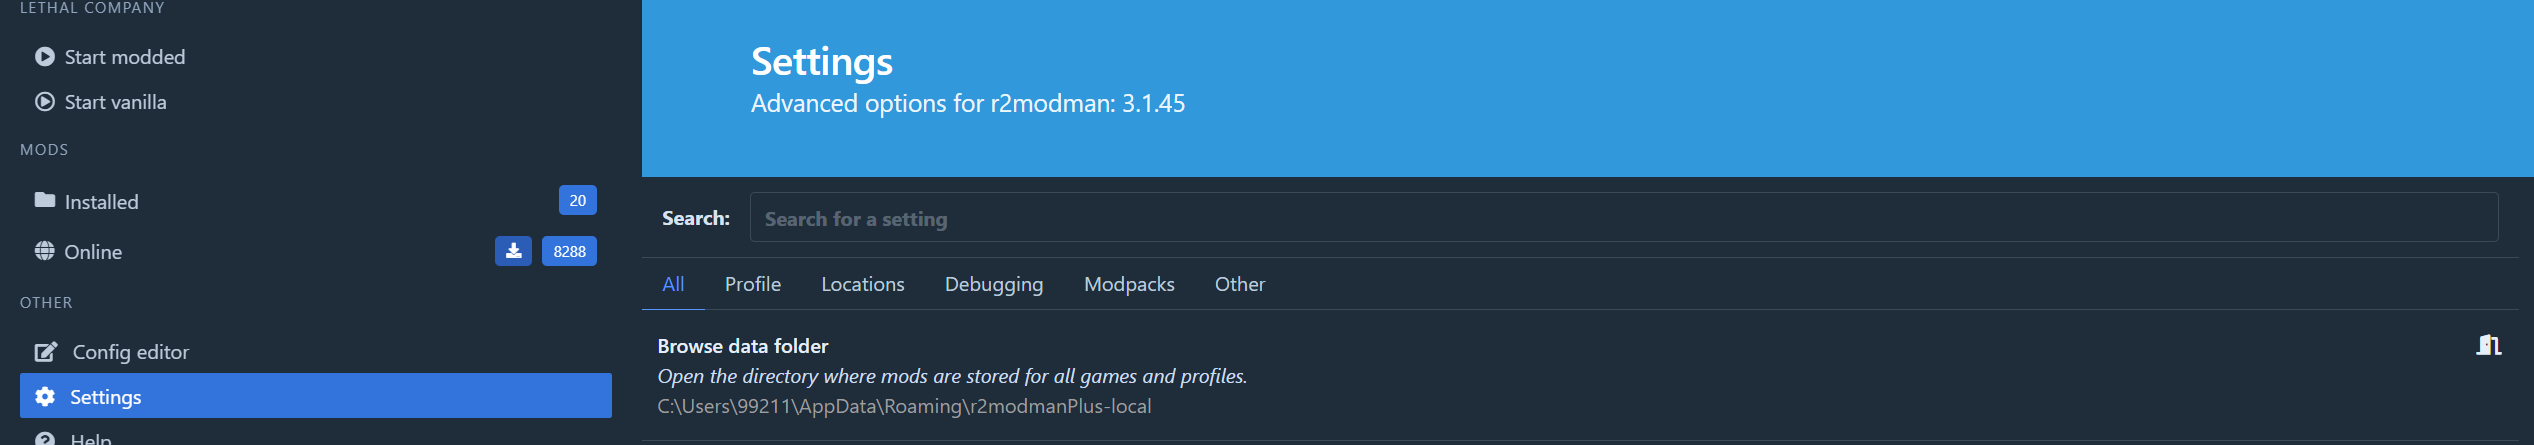 LETHAL COMPANY
Start modded
Start vanilla
MODS
Installed 20
Online 8288
OTHER
Config editor
Settings
Help
Settings
Advanced options for r2modman: 3.1.45
Search: Search for a setting
All Profile Locations Debugging Modpacks Other
Browse data folder
Open the directory where mods are stored for all games and profiles.
C:\Users\99211\AppData\Roaming\r2modmanPlus-local